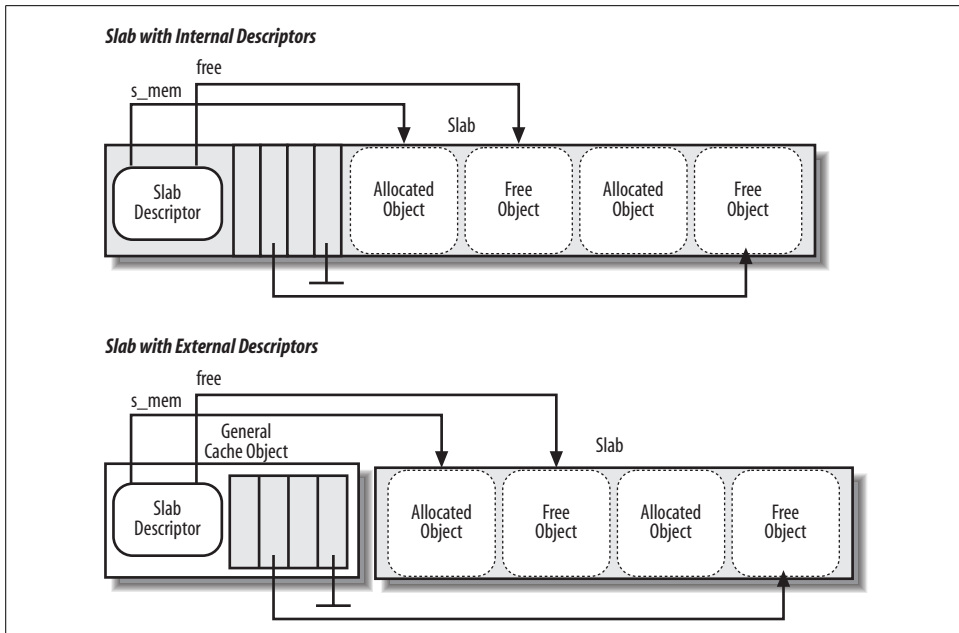 Slab with Internal Descriptors
free
s_mem
Slab
Slab
Descriptor
Allocated
Object
Free
Object
Allocated
Object
Free
Object
Slab with External Descriptors
free
s_mem
General
Cache Object
Slab
Slab
Descriptor
Allocated
Object
Free
Object
Allocated
Object
Free
Object